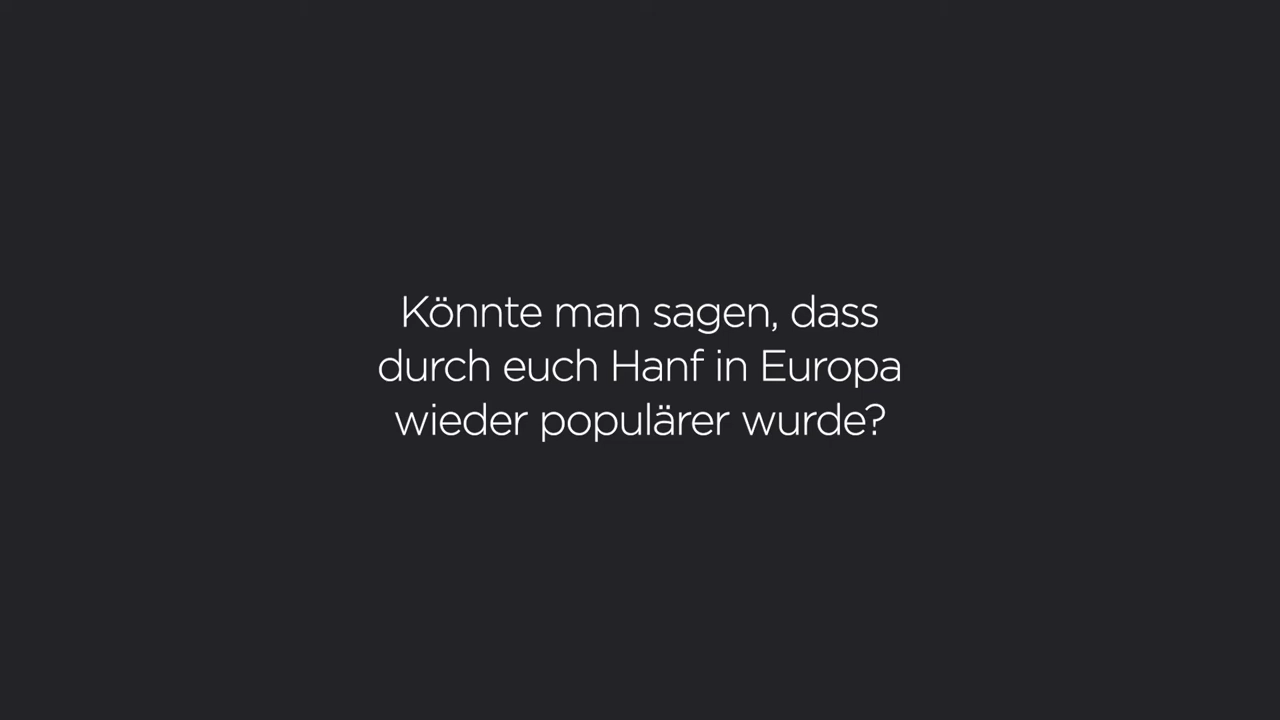 Könnte man sagen, dass
durch euch Hanf in Europa
wieder populärer wurde?